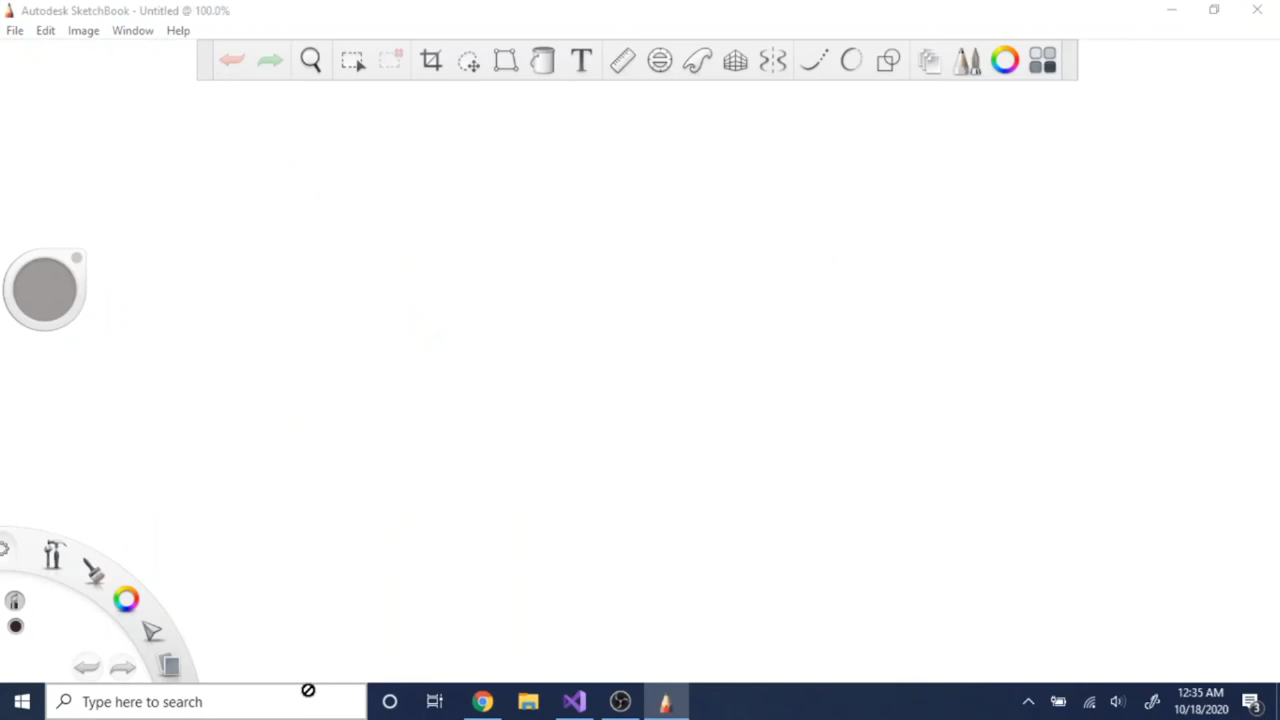 Autodesk SketchBook - Untitled @ 100.0%
File Edit Image Window Help
T
Type here to search
12:35 AM
10/18/2020
3